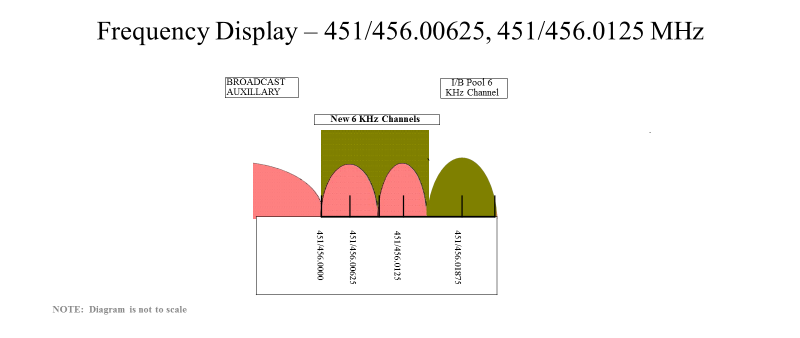 Frequency Display – 451/456.00625, 451/456.0125 MHz
BROADCAST
AUXILLARY
I/B Pool 6
KHz Channel
New 6 KHz Channels
451/456.0000
451/456.00625
451/456.0125
451/456.01875
NOTE: Diagram is not to scale